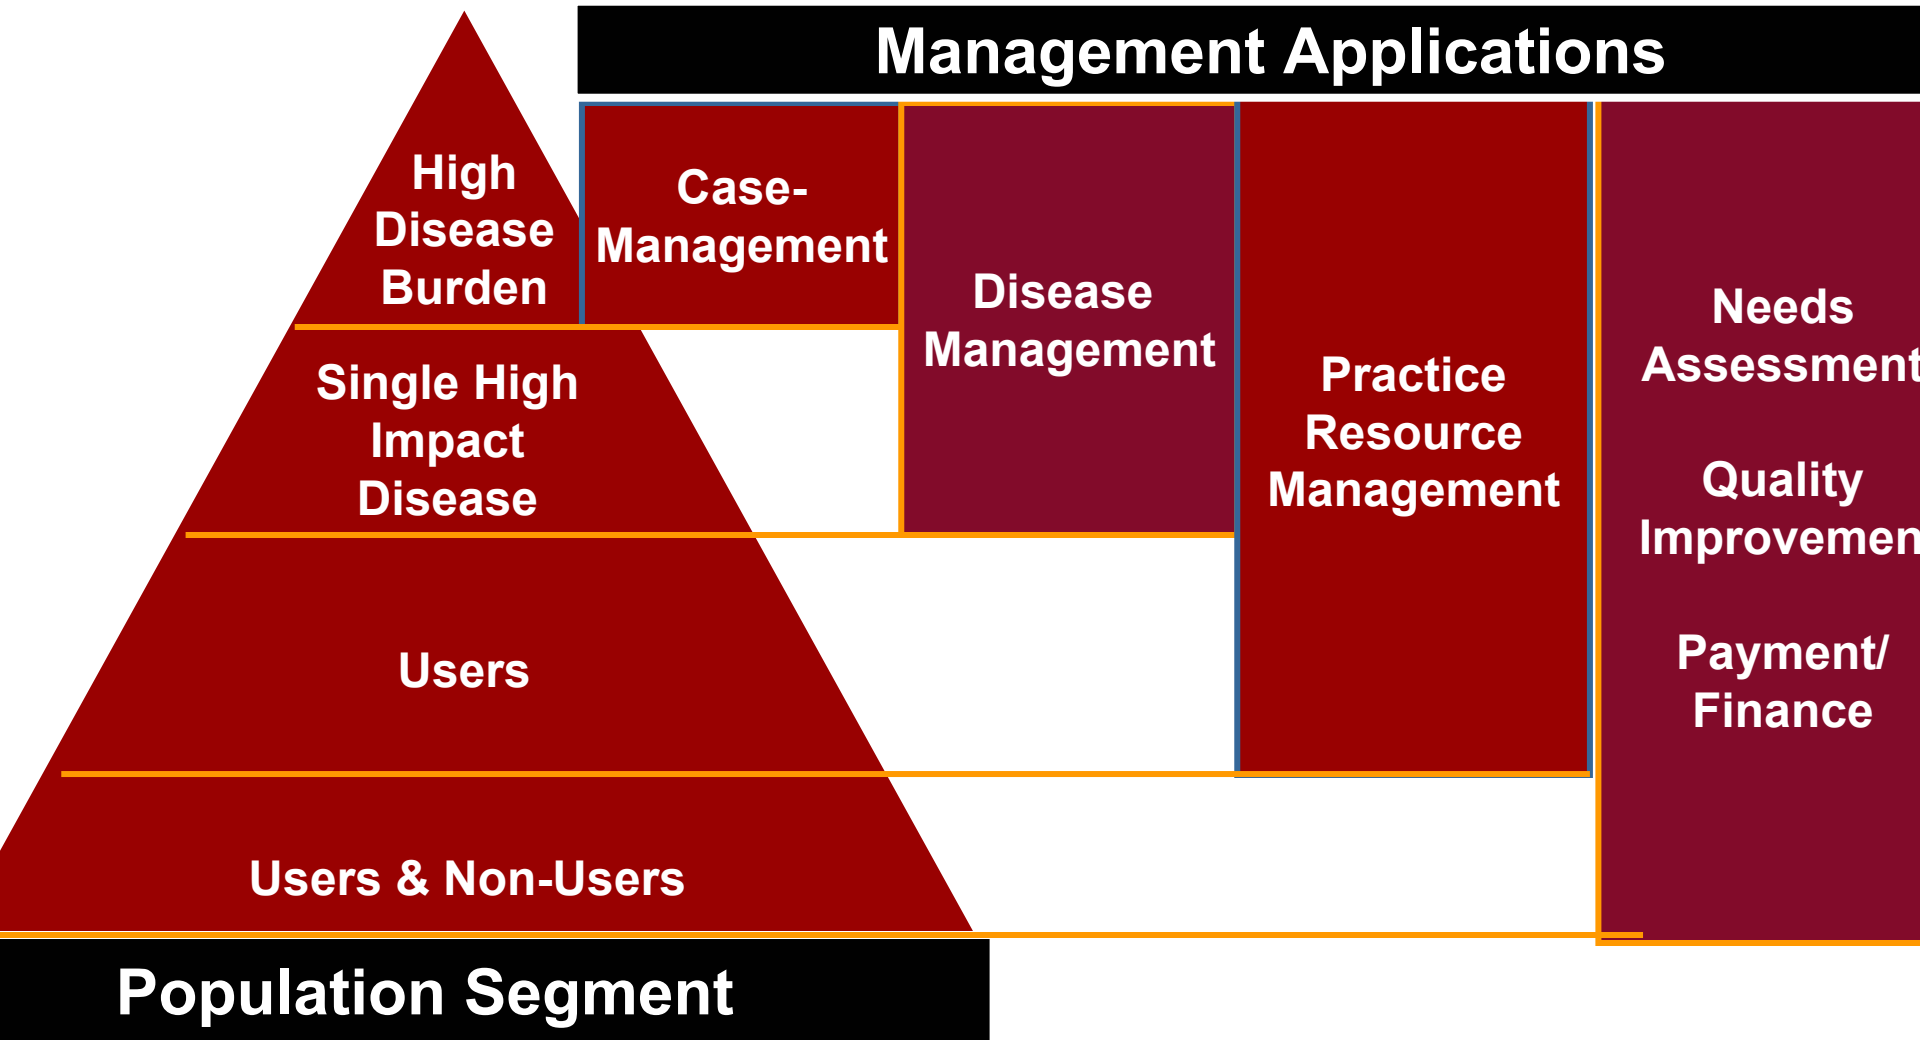 Management Applications
High
Disease
Burden
Case-
Management
Disease
Management
Practice
Resource
Management
Needs
Assessment
Quality
Improvemen
Payment/
Finance
Single High
Impact
Disease
Users
Users & Non-Users
Population Segment